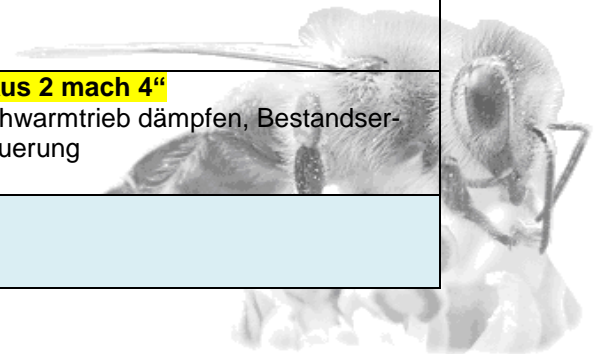 us 2 mach 4“
hwarmtrieb dämpfen, Bestandser-
uerung